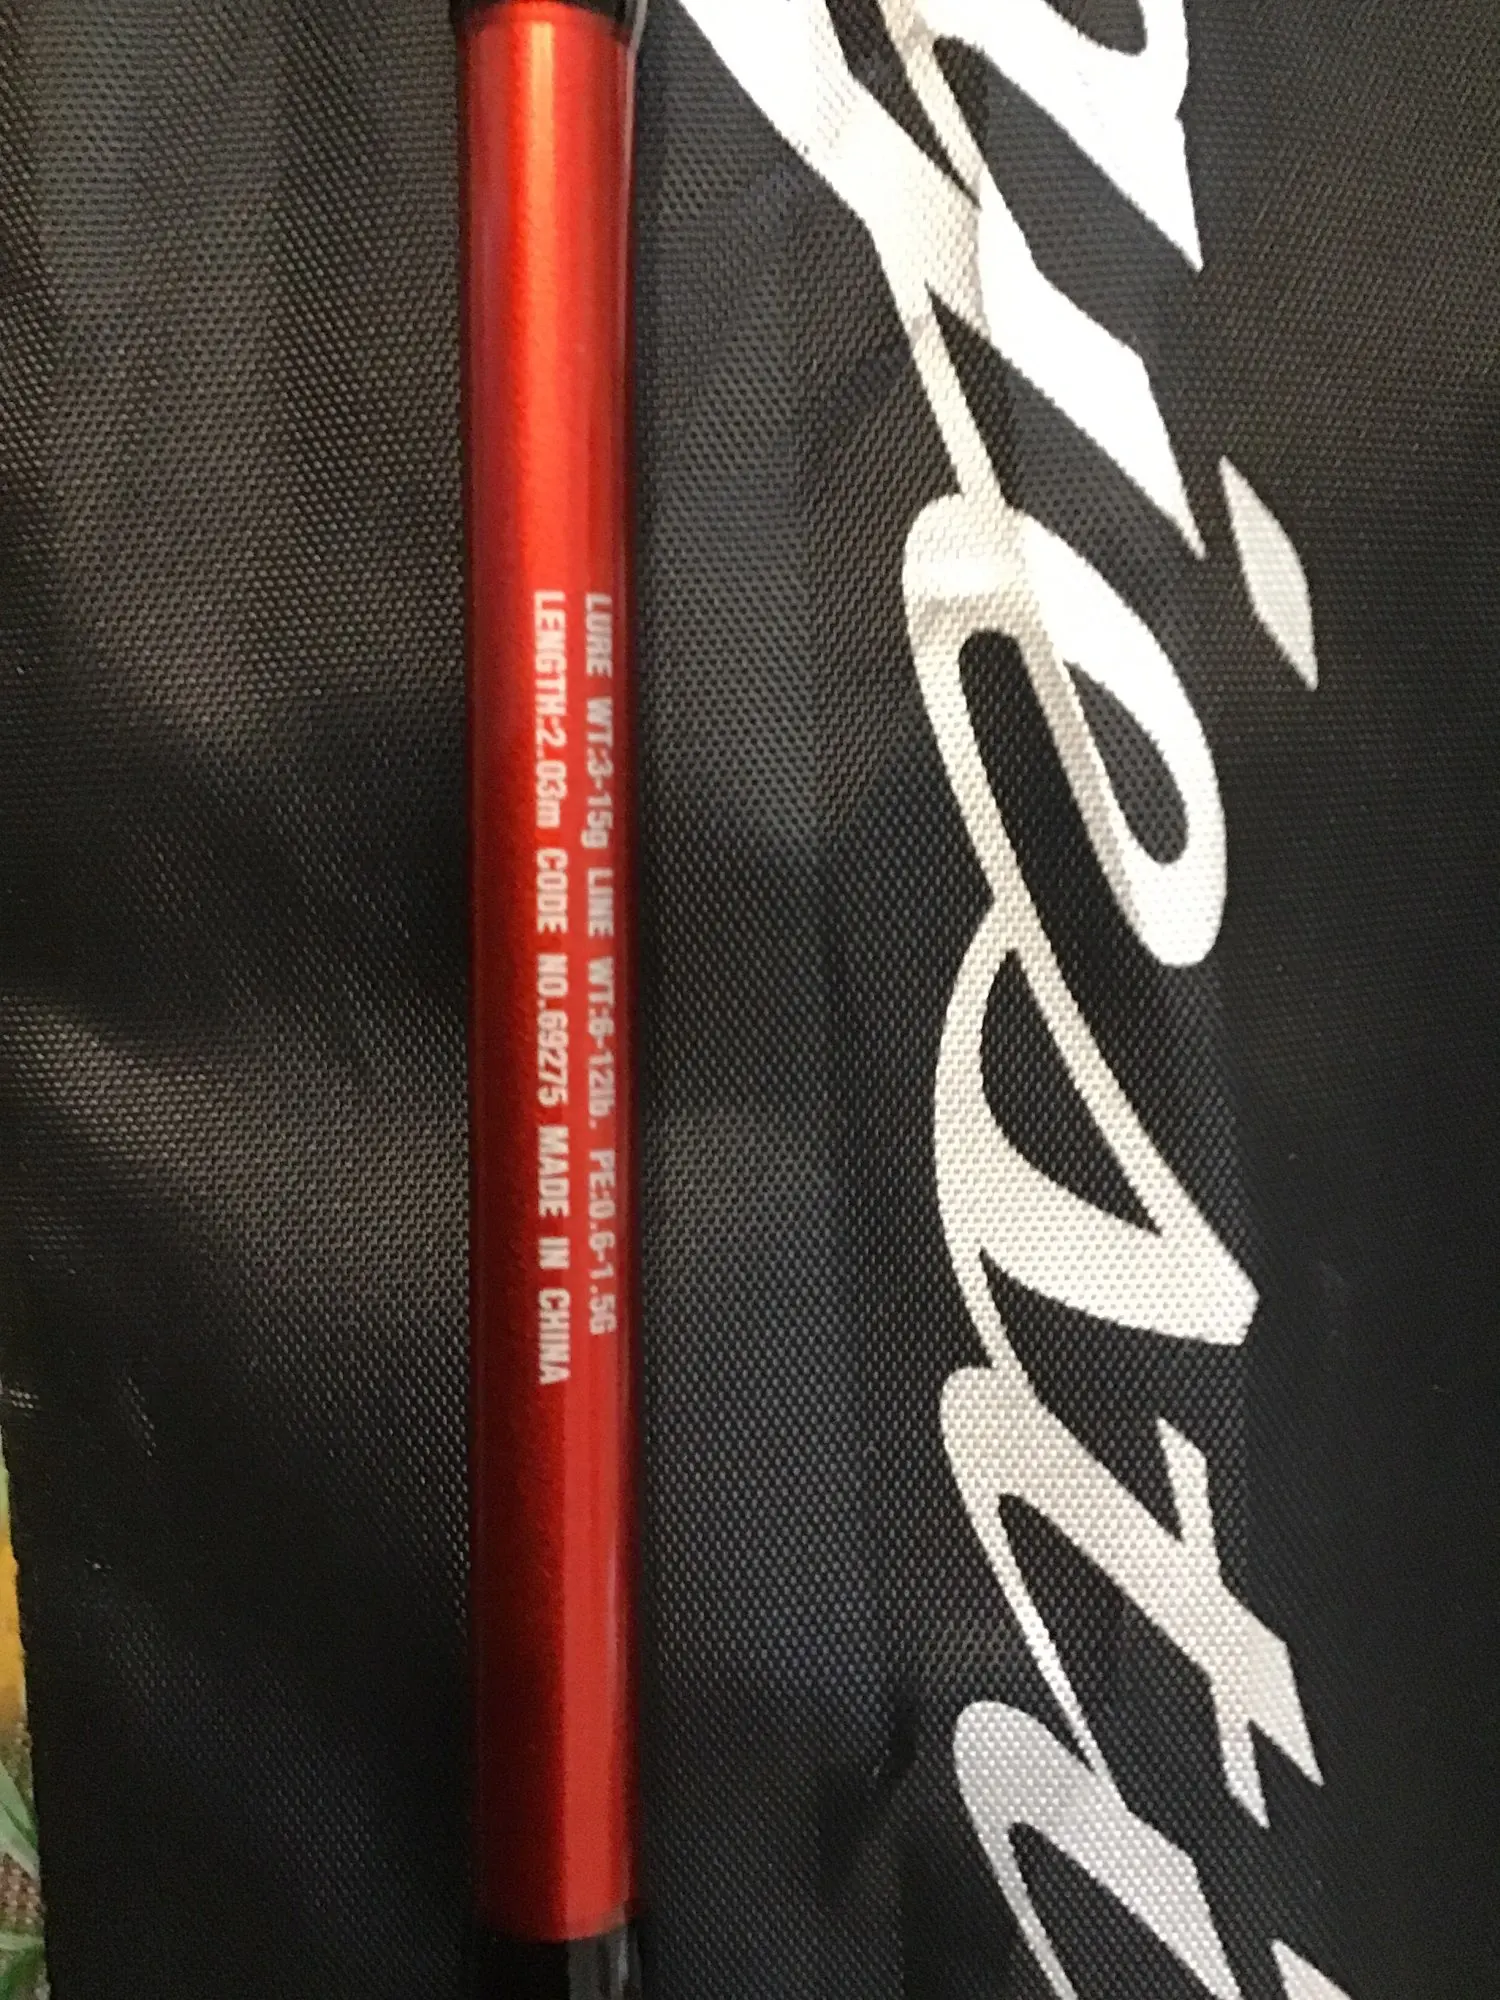 LURE WT:3-15g LINE WT:6-12lb. PE:0.6-1.5G
LENGTH:2.03m CODE NO.69275 MADE IN CHINA